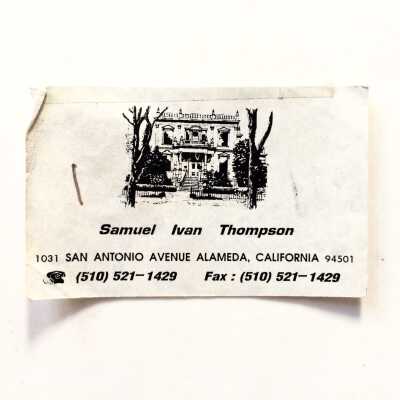 Samuel Ivan Thompson
1031 SAN ANTONIO AVENUE ALAMEDA, CALIFORNIA 94501
(510) 521-1429 Fax : (510) 521-1429